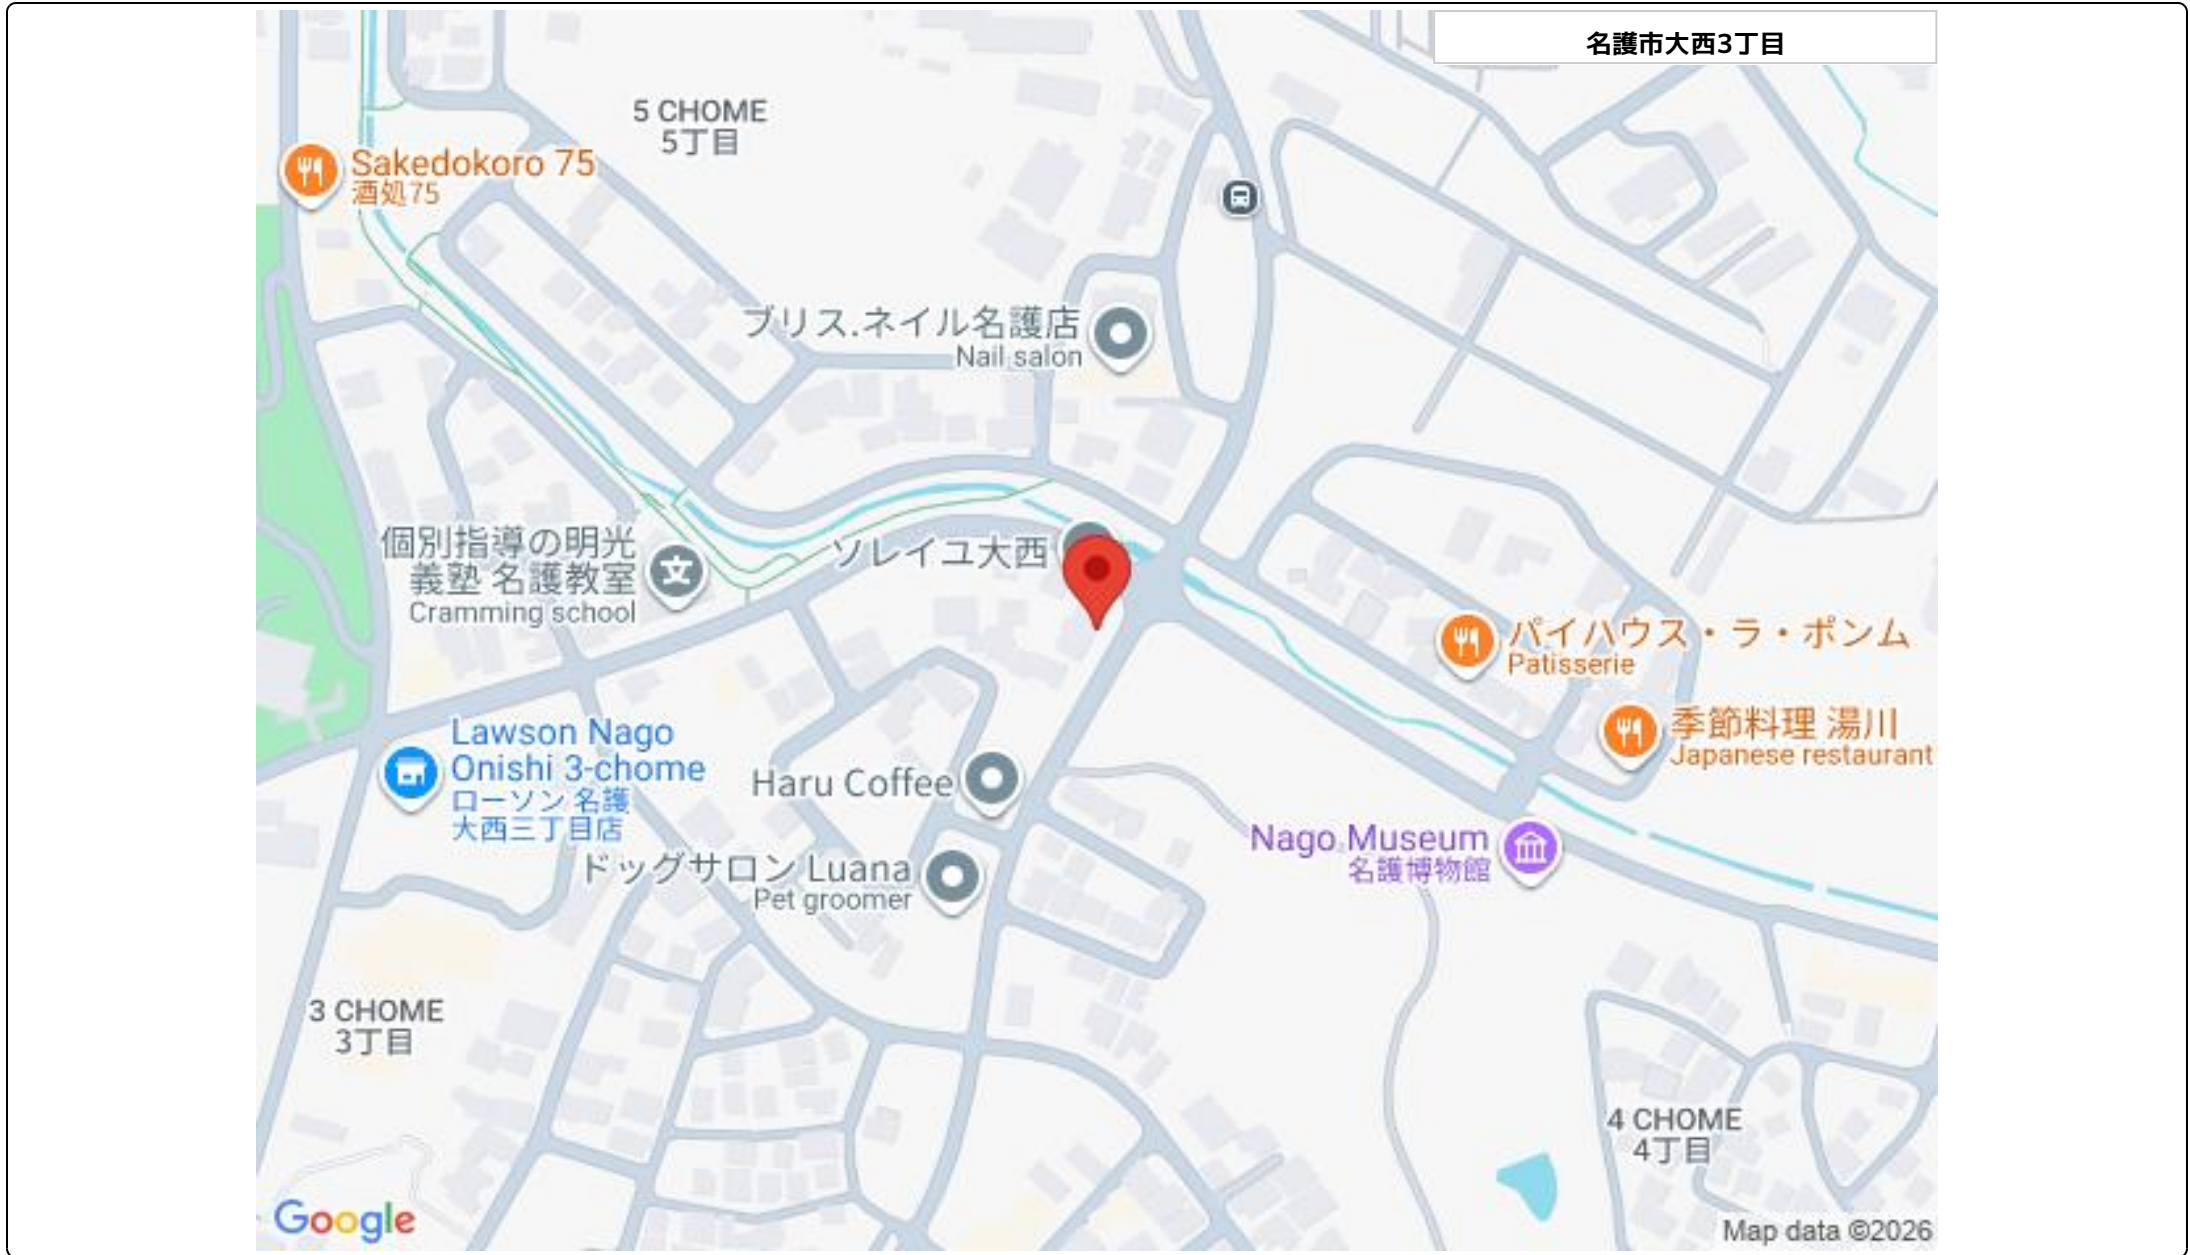 名護市大西3丁目
5 CHOME
5丁目
Sakedokoro 75
酒処75
ブリス.ネイル名護店
Nail salon
個別指導の明光
義塾 名護教室
Cramming school
ソレイユ大西
パイハウス・ラ・ポンム
Patisserie
季節料理 湯川
Japanese restaurant
Lawson Nago
Onishi 3-chome
ローソン 名護
大西三丁目店
Haru Coffee
Nago Museum
名護博物館
ドッグサロン Luana
Pet groomer
3 CHOME
3丁目
4 CHOME
4丁目
Google
Map data ©2026